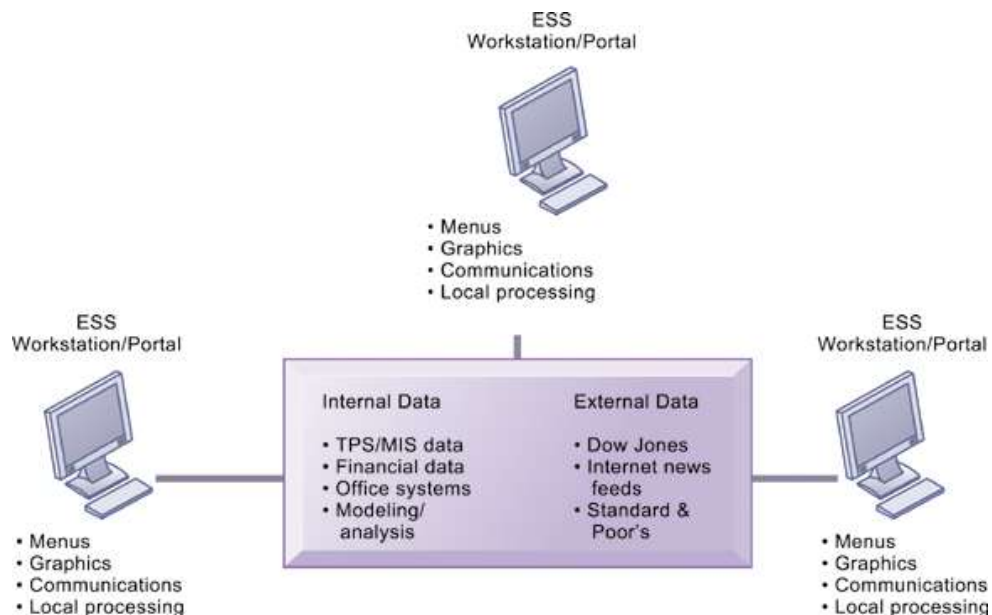 ESS
Workstation/Portal
• Menus
• Graphics
• Communications
• Local processing
ESS
Workstation/Portal
• Menus
• Graphics
• Communications
• Local processing
Internal Data
• TPS/MIS data
• Financial data
• Office systems
• Modeling/
analysis
External Data
• Dow Jones
• Internet news
feeds
• Standard &
Poor's
ESS
Workstation/Portal
• Menus
• Graphics
• Communications
• Local processing